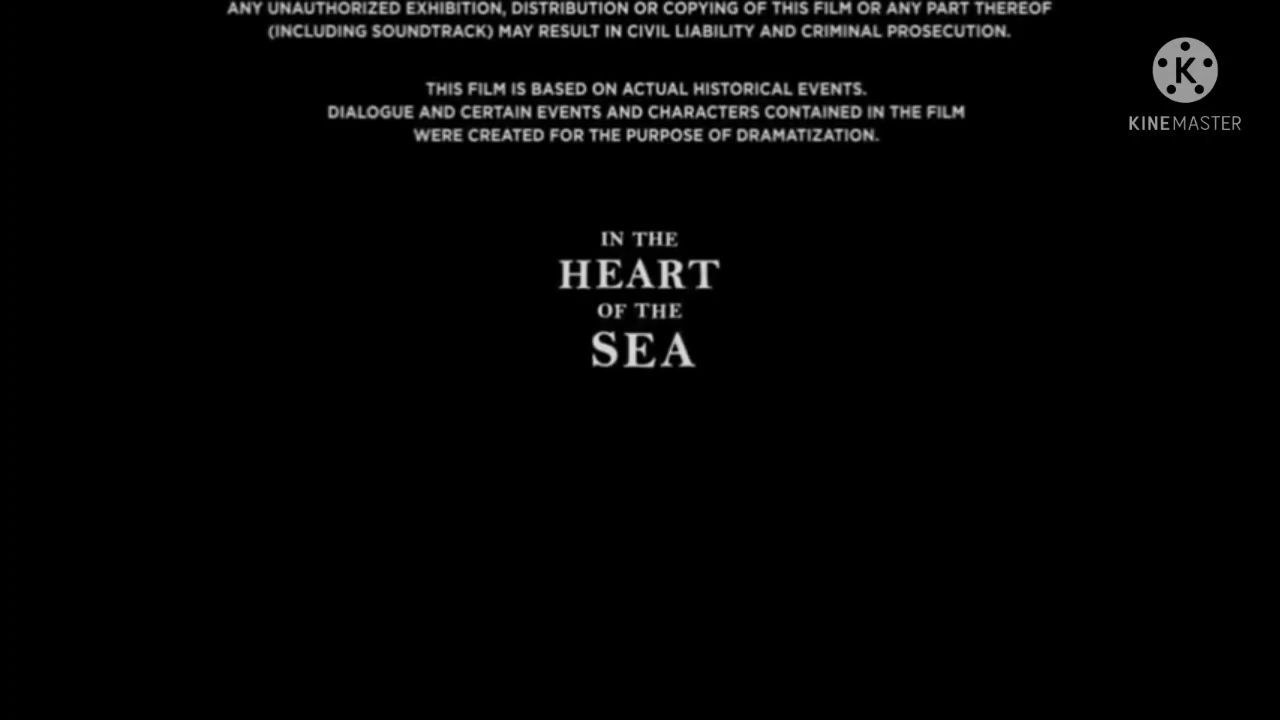 ANY UNAUTHORIZED EXHIBITION, DISTRIBUTION OR COPYING OF THIS FILM OR ANY PART THEREOF
(INCLUDING SOUNDTRACK) MAY RESULT IN CIVIL LIABILITY AND CRIMINAL PROSECUTION.
THIS FILM IS BASED ON ACTUAL HISTORICAL EVENTS.
DIALOGUE AND CERTAIN EVENTS AND CHARACTERS CONTAINED IN THE FILM
WERE CREATED FOR THE PURPOSE OF DRAMATIZATION.
K
KINEMASTER
IN THE
HEART
OF THE
SEA